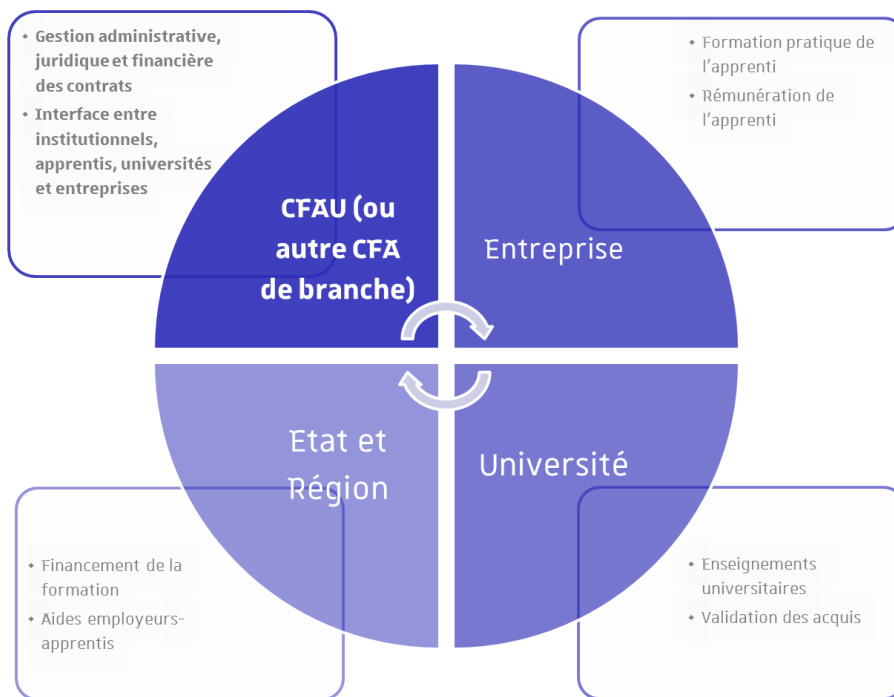 • Gestion administrative,
juridique et financière
des contrats
• Interface entre
institutionnels,
apprentis, universités
et entreprises
• Formation pratique de
l'apprenti
• Rémunération de
l'apprenti
CFAU (ou
autre CFA
de branche)
Entreprise
Etat et
Région
Université
• Financement de la
formation
• Aides employeurs-
apprentis
• Enseignements
universitaires
• Validation des acquis